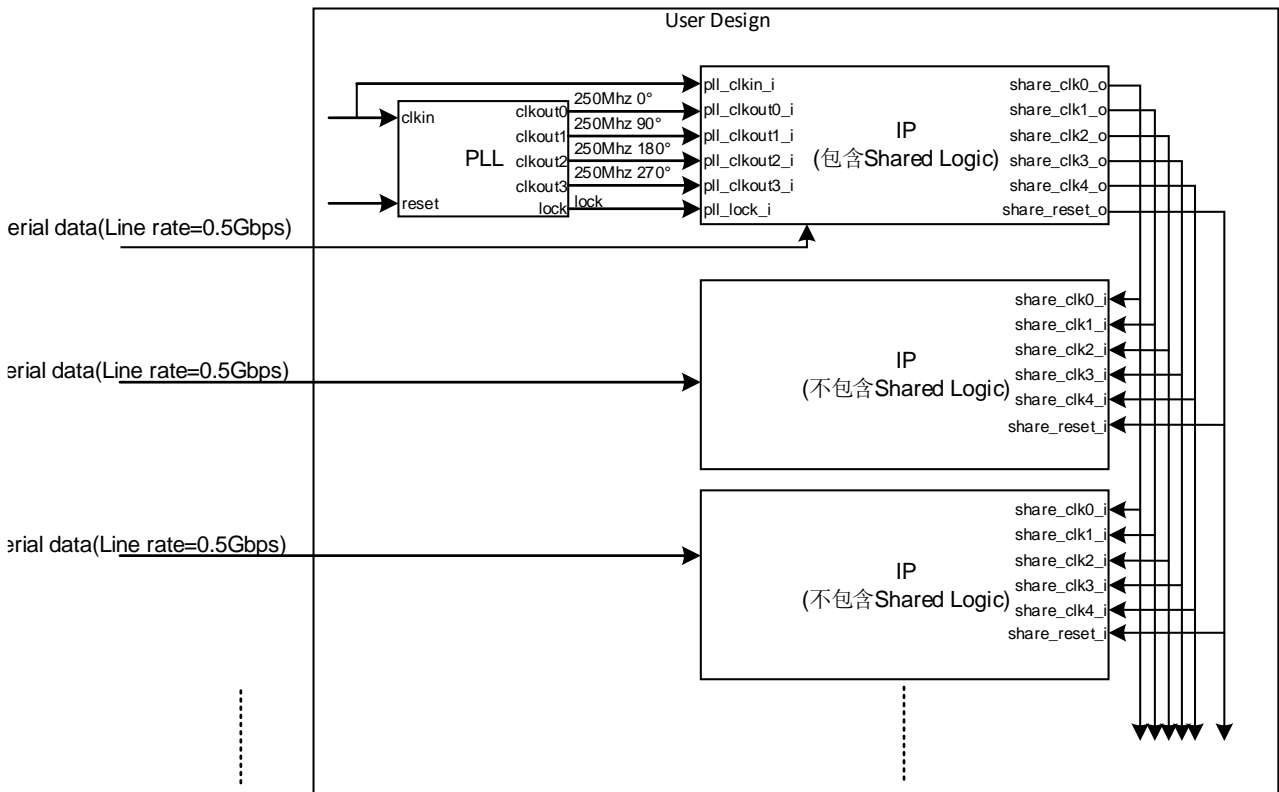 User Design
clkin
reset
PLL
clkout0
clkout1
clkout2
clkout3
lock
250Mhz 0°
250Mhz 90°
250Mhz 180°
250Mhz 270°
lock
pll_clkin_i
pll_clkout0_i
pll_clkout1_i
pll_clkout2_i
pll_clkout3_i
pll_lock_i
IP
(包含Shared Logic)
share_clk0_o
share_clk1_o
share_clk2_o
share_clk3_o
share_clk4_o
share_reset_o
erial data(Line rate=0.5Gbps)
erial data(Line rate=0.5Gbps)
IP
(不包含Shared Logic)
share_clk0_i
share_clk1_i
share_clk2_i
share_clk3_i
share_clk4_i
share_reset_i
erial data(Line rate=0.5Gbps)
IP
(不包含Shared Logic)
share_clk0_i
share_clk1_i
share_clk2_i
share_clk3_i
share_clk4_i
share_reset_i